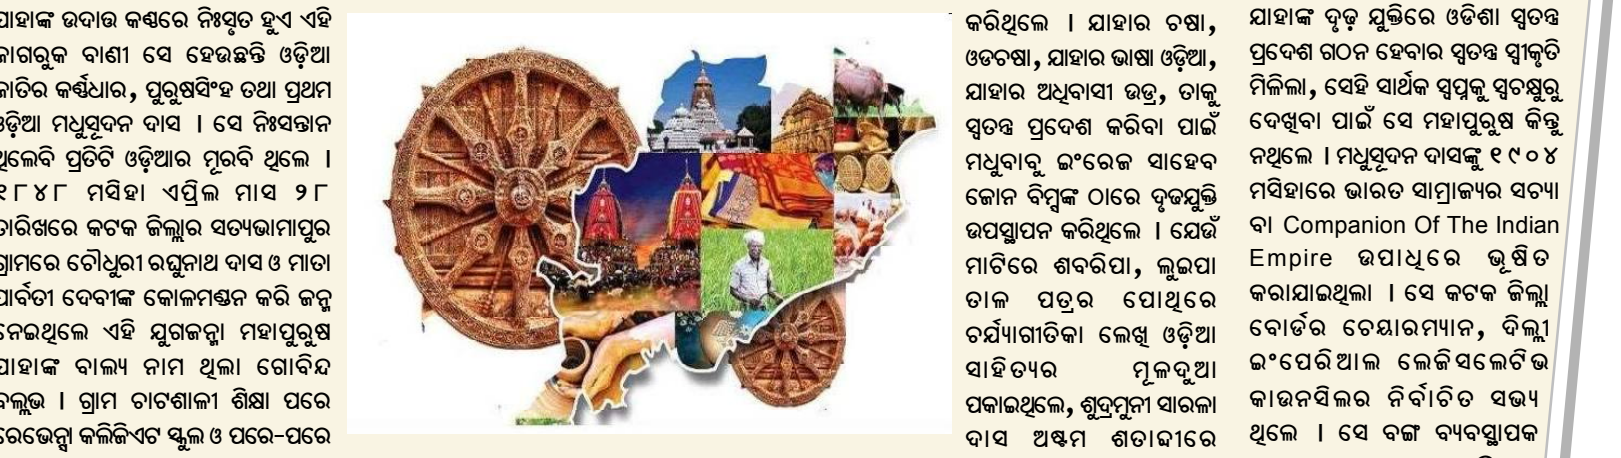 ଯାହାଙ୍କ ଉଦାତ୍ତ କଣ୍ଠରେ ନିଃସୃତ ହୁଏ ଏହି
ଜାଗରୁକ ବାଣୀ ସେ ହେଉଛନ୍ତି ଓଡ଼ିଆ
ଜାତିର କର୍ଣ୍ଣଧାର, ପୁରୁଷସିଂହ ତଥା ପ୍ରଥମ
ଓଡ଼ିଆ ମଧୁସୂଦନ ଦାସ । ସେ ନିଃସନ୍ତାନ
ଥିଲେବି ପ୍ରତିଟି ଓଡ଼ିଆର ମୂରବି ଥିଲେ ।
୧୮୪୮ ମସିହା ଏପ୍ରିଲ ମାସ ୨୮
ତାରିଖରେ କଟକ ଜିଲ୍ଲାର ସତ୍ୟଭାମାପୁର
ଗ୍ରାମରେ ଚୌଧୁରୀ ରଘୁନାଥ ଦାସ ଓ ମାତା
ପାର୍ବତୀ ଦେବୀଙ୍କ କୋଳମଣ୍ଡନ କରି ଜନ୍ମ
ନେଇଥିଲେ ଏହି ଯୁଗଜନ୍ମା ମହାପୁରୁଷ
ଯାହାଙ୍କ ବାଲ୍ୟ ନାମ ଥିଲା ଗୋବିନ୍ଦ
ବଲ୍ଲଭ । ଗ୍ରାମ ଚାଟଶାଳୀ ଶିକ୍ଷା ପରେ
ରେଭେନ୍ସା କଲିଜିଏଟ ସ୍କୁଲ ଓ ପରେ-ପରେ
କରିଥିଲେ । ଯାହାର ଚଷା,
ଓଡଚଷା, ଯାହାର ଭାଷା ଓଡ଼ିଆ,
ଯାହାର ଅଧିବାସୀ ଉଡ୍ର, ତାକୁ
ସ୍ୱତନ୍ତ୍ର ପ୍ରଦେଶ କରିବା ପାଇଁ
ମଧୁବାବୁ ଇଂରେଜ ସାହେବ
ଜୋନ ବିମ୍ସଙ୍କ ଠାରେ ଦୃଢଯୁକ୍ତି
ଉପସ୍ଥାପନ କରିଥିଲେ । ଯେଉଁ
ମାଟିରେ ଶବରିପା, ଲୁଇପା
ତାଳ ପତ୍ର ପୋଥିରେ
ଚର୍ଯ୍ୟାଗୀତିକା ଲେଖି ଓଡ଼ିଆ
ସାହିତ୍ୟର ମୂଳଦୁଆ
ପକାଇଥିଲେ, ଶୁଦ୍ରମୁନୀ ସାରଳା
ଦାସ ଅଷ୍ଟମ ଶତାବ୍ଦୀରେ
ଯାହାଙ୍କ ଦୃଢ଼ ଯୁକ୍ତିରେ ଓଡିଶା ସ୍ୱତନ୍ତ୍ର
ପ୍ରଦେଶ ଗଠନ ହେବାର ସ୍ୱତନ୍ତ୍ର ସ୍ୱୀକୃତି
ମିଳିଲା, ସେହି ସାର୍ଥକ ସ୍ୱପ୍ନକୁ ସ୍ୱଚକ୍ଷୁରୁ
ଦେଖିବା ପାଇଁ ସେ ମହାପୁରୁଷ କିନ୍ତୁ
ନଥିଲେ । ମଧୁସୂଦନ ଦାସଙ୍କୁ ୧୯୦୪
ମସିହାରେ ଭାରତ ସାମ୍ରାଜ୍ୟର ସଚ୍ୟା
ବା Companion Of The Indian
Empire ଉପାଧିରେ ଭୂଷିତ
କରାଯାଇଥିଲା । ସେ କଟକ ଜିଲ୍ଲା
ବୋର୍ଡର ଚେୟାରମ୍ୟାନ, ଦିଲ୍ଲୀ
ଇଂପେରିଆଲ ଲେଜିସଲେଟିଭ
କାଉନସିଲର ନିର୍ବାଚିତ ସଭ୍ୟ
ଥିଲେ । ସେ ବଙ୍ଗ ବ୍ୟବସ୍ଥାପକ